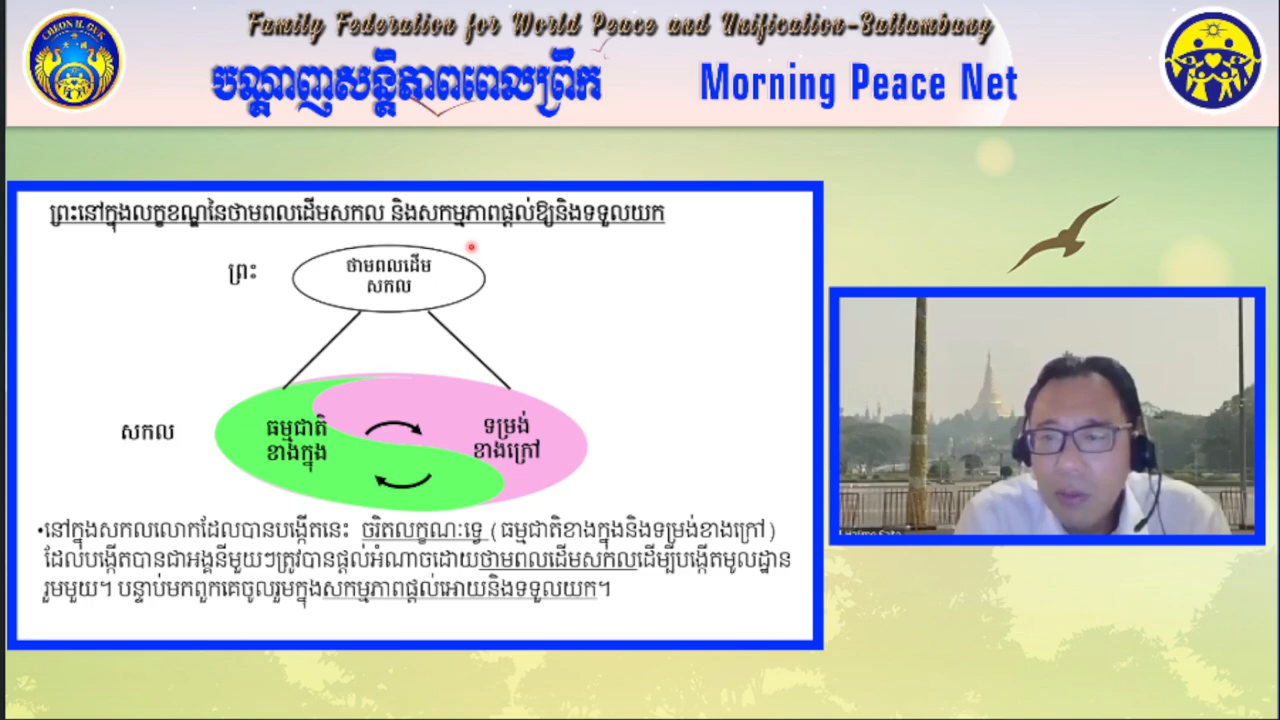 Family Federation for World Peace and Unification-Battambang
បណ្ដាញសន្តិភាពពេលព្រឹក
Morning Peace Net
CHEON IL GUK
ព្រះនៅក្នុងលក្ខខណ្ឌនៃថាមពលដើមសកល និងសកម្មភាពផ្ដល់ឱ្យនិងទទួលយក
ព្រះ
ថាមពលដើម
សកល
សកល
ធម្មជាតិ
ខាងក្នុង
ទម្រង់
ខាងក្រៅ
•នៅក្នុងសកលលោកដែលបានបង្កើតនេះ ចរិតលក្ខណៈទ្វេ (ធម្មជាតិខាងក្នុងនិងទម្រង់ខាងក្រៅ)
ដែលបង្កើតបានជាអង្គនីមួយៗត្រូវបានផ្ដល់អំណាចដោយថាមពលដើមសកលដើម្បីបង្កើតមូលដ្ឋាន
រួមមួយ។ បន្ទាប់មកពួកគេចូលរួមក្នុងសកម្មភាពផ្ដល់អោយនិងទទួលយក។